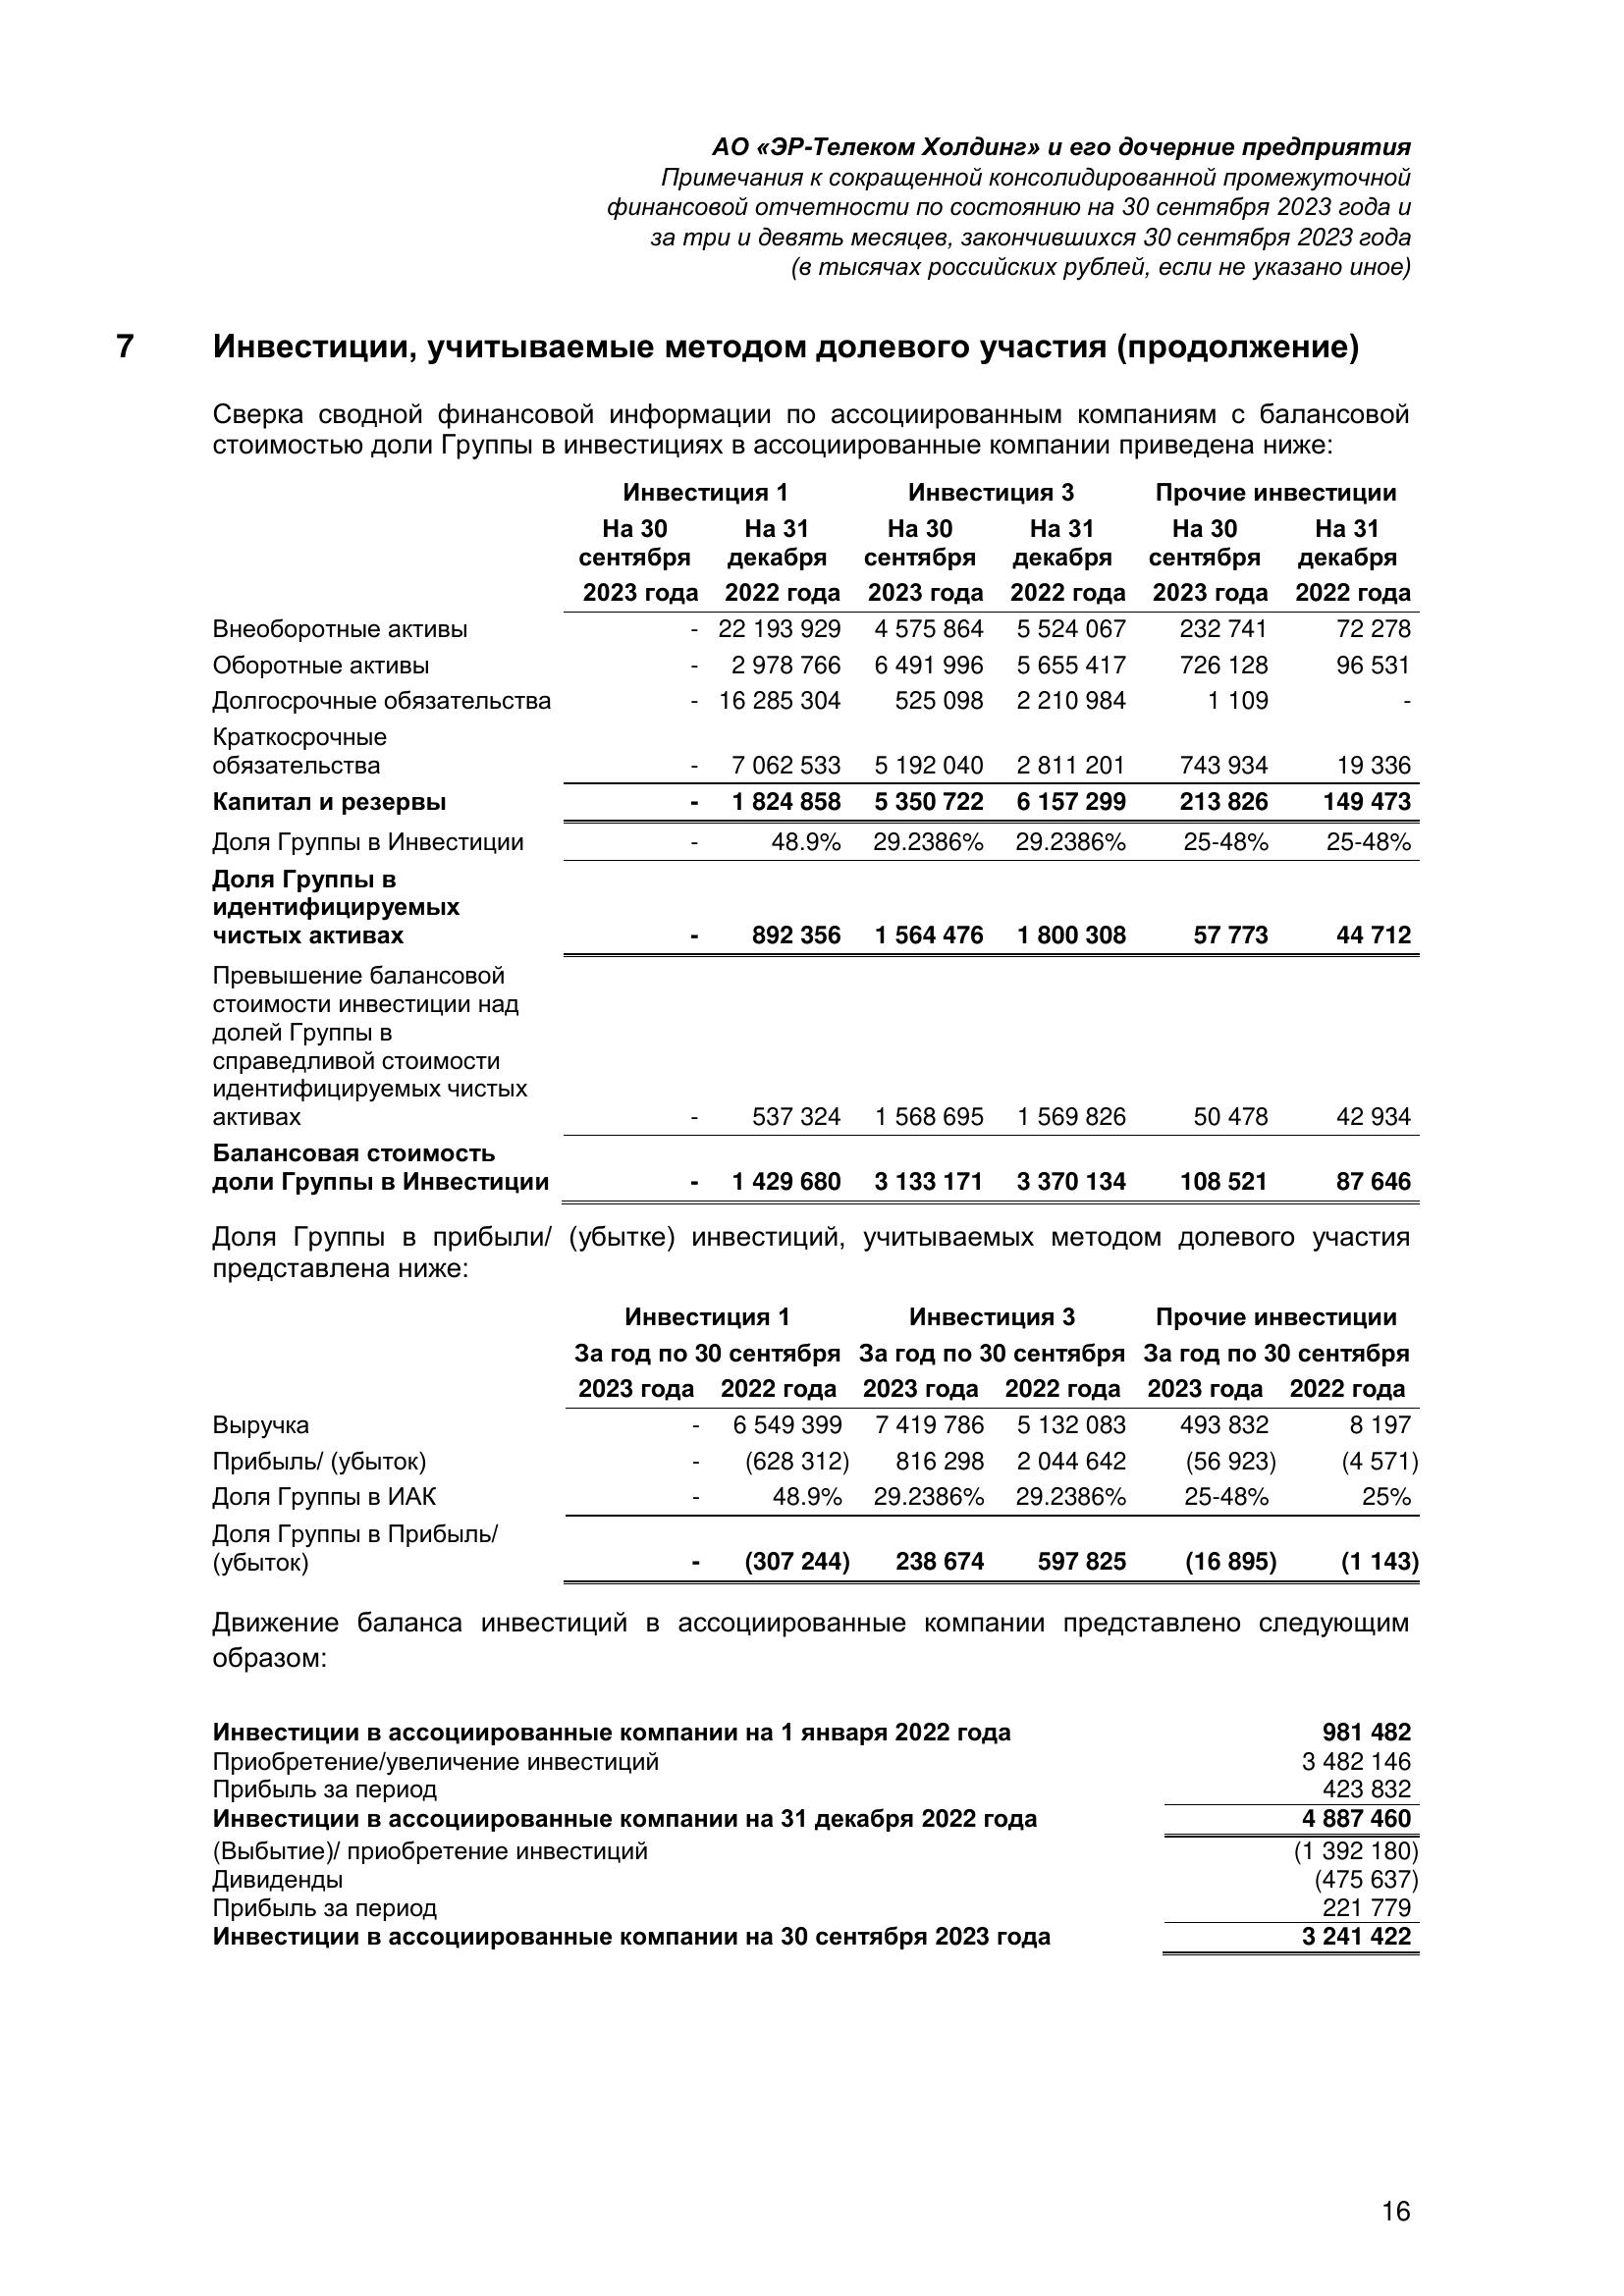 АО «ЭР-Телеком Холдинг» и его дочерние предприятия
Примечания к сокращенной консолидированной промежуточной
финансовой отчетности по состоянию на 30 сентября 2023 года и
за три и девять месяцев, закончившихся 30 сентября 2023 года
(в тысячах российских рублей, если не указано иное)
7 Инвестиции, учитываемые методом долевого участия (продолжение)
Сверка сводной финансовой информации по ассоциированным компаниям с балансовой
стоимостью доли Группы в инвестициях в ассоциированные компании приведена ниже:
Инвестиция 1 Инвестиция 3 Прочие инвестиции
На 30 На 31 На 30 На 31 На 30 На 31
сентября декабря сентября декабря сентября декабря
2023 года 2022 года 2023 года 2022 года 2023 года 2022 года
Внеоборотные активы - 22 193 929 4 575 864 5 524 067 232 741 72 278
Оборотные активы - 2 978 766 6 491 996 5 655 417 726 128 96 531
Долгосрочные обязательства - 16 285 304 525 098 2 210 984 1 109 -
Краткосрочные
обязательства - 7 062 533 5 192 040 2 811 201 743 934 19 336
Капитал и резервы - 1 824 858 5 350 722 6 157 299 213 826 149 473
Доля Группы в Инвестиции - 48.9% 29.2386% 29.2386% 25-48% 25-48%
Доля Группы в
идентифицируемых
чистых активах - 892 356 1 564 476 1 800 308 57 773 44 712
Превышение балансовой
стоимости инвестиции над
долей Группы в
справедливой стоимости
идентифицируемых чистых
активах - 537 324 1 568 695 1 569 826 50 478 42 934
Балансовая стоимость
доли Группы в Инвестиции - 1 429 680 3 133 171 3 370 134 108 521 87 646
Доля Группы в прибыли/ (убытке) инвестиций, учитываемых методом долевого участия
представлена ниже:
Инвестиция 1 Инвестиция 3 Прочие инвестиции
За год по 30 сентября За год по 30 сентября За год по 30 сентября
2023 года 2022 года 2023 года 2022 года 2023 года 2022 года
Выручка - 6 549 399 7 419 786 5 132 083 493 832 8 197
Прибыль/ (убыток) - (628 312) 816 298 2 044 642 (56 923) (4 571)
Доля Группы в ИАК - 48.9% 29.2386% 29.2386% 25-48% 25%
Доля Группы в Прибыль/
(убыток) - (307 244) 238 674 597 825 (16 895) (1 143)
Движение баланса инвестиций в ассоциированные компании представлено следующим
образом:
Инвестиции в ассоциированные компании на 1 января 2022 года 981 482
Приобретение/увеличение инвестиций 3 482 146
Прибыль за период 423 832
Инвестиции в ассоциированные компании на 31 декабря 2022 года 4 887 460
(Выбытие)/ приобретение инвестиций (1 392 180)
Дивиденды (475 637)
Прибыль за период 221 779
Инвестиции в ассоциированные компании на 30 сентября 2023 года 3 241 422
16